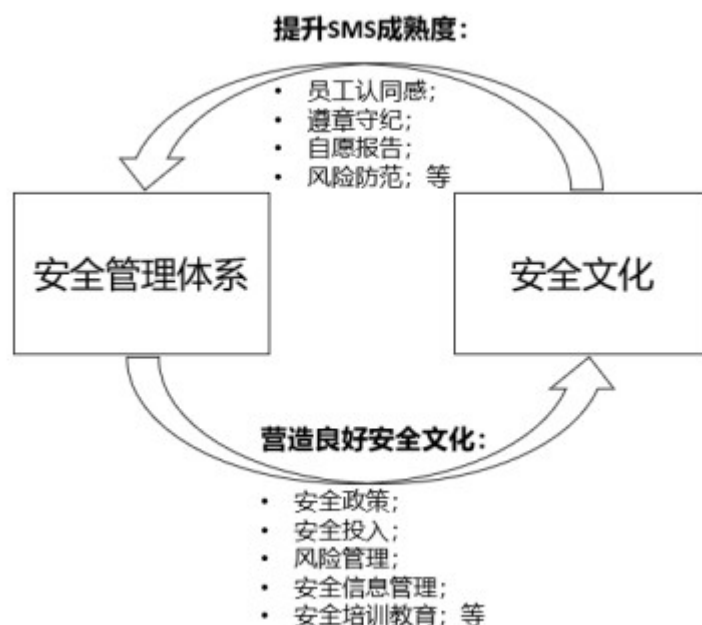 提升SMS成熟度：
• 员工认同感；
• 遵章守纪；
• 自愿报告；
• 风险防范；等
安全管理体系
安全文化
营造良好安全文化：
• 安全政策；
• 安全投入；
• 风险管理；
• 安全信息管理；
• 安全培训教育；等